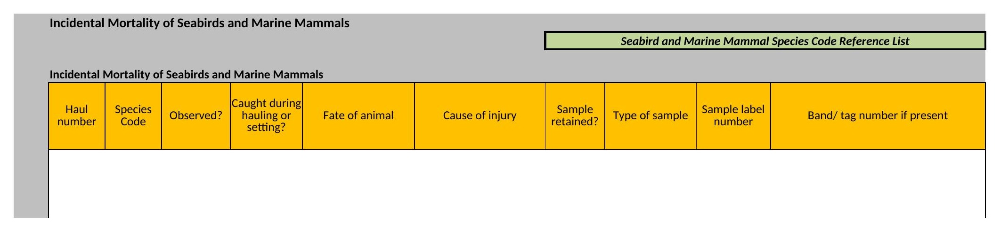 Incidental Mortality of Seabirds and Marine Mammals
Seabird and Marine Mammal Species Code Reference List
Incidental Mortality of Seabirds and Marine Mammals
Haul
number
Species
Code
Observed?
Caught during
hauling or
setting?
Fate of animal
Cause of injury
Sample
retained?
Type of sample
Sample label
number
Band/ tag number if present